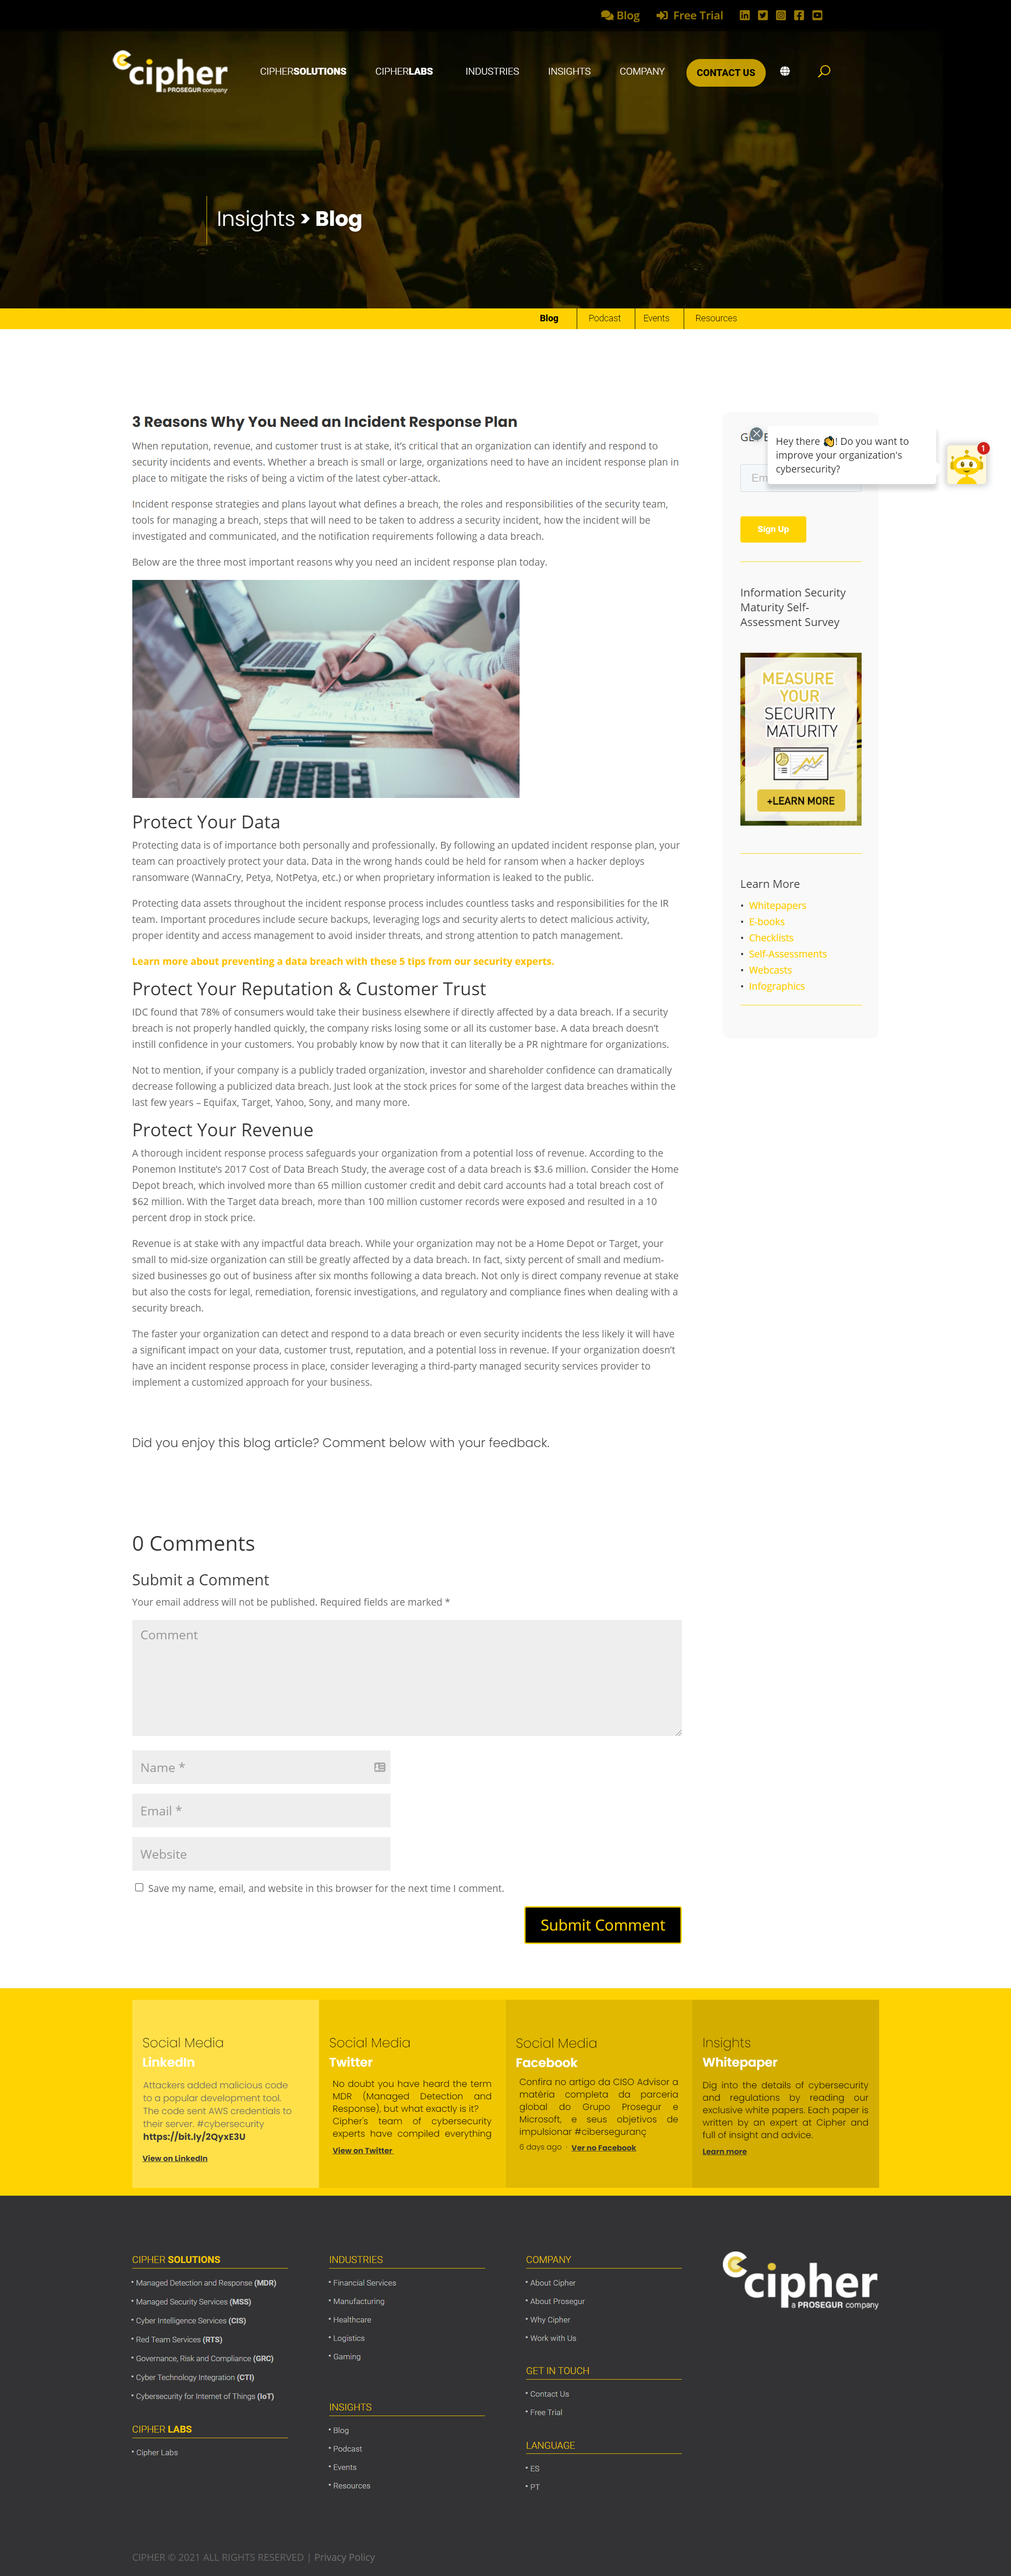 Blog Free Trial
cipher
a PROSEGUR company
CIPHERSOLUTIONS CIPHERLABS INDUSTRIES INSIGHTS COMPANY CONTACT US
Insights > Blog
Blog Podcast Events Resources
3 Reasons Why You Need an Incident Response Plan
When reputation, revenue, and customer trust is at stake, it's critical that an organization can identify and respond to
security incidents and events. Whether a breach is small or large, organizations need to have an incident response plan in
place to mitigate the risks of being a victim of the latest cyber-attack.
Incident response strategies and plans layout what defines a breach, the roles and responsibilities of the security team,
tools for managing a breach, steps that will need to be taken to address a security incident, how the incident will be
investigated and communicated, and the notification requirements following a data breach.
Below are the three most important reasons why you need an incident response plan today.
Protect Your Data
Protecting data is of importance both personally and professionally. By following an updated incident response plan, your
team can proactively protect your data. Data in the wrong hands could be held for ransom when a hacker deploys
ransomware (WannaCry, Petya, NotPetya, etc.) or when proprietary information is leaked to the public.
Protecting data assets throughout the incident response process includes countless tasks and responsibilities for the IR
team. Important procedures include secure backups, leveraging logs and security alerts to detect malicious activity,
proper identity and access management to avoid insider threats, and strong attention to patch management.
Learn more about preventing a data breach with these 5 tips from our security experts.
Protect Your Reputation & Customer Trust
IDC found that 78% of consumers would take their business elsewhere if directly affected by a data breach. If a security
breach is not properly handled quickly, the company risks losing some or all its customer base. A data breach doesn't
instill confidence in your customers. You probably know by now that it can literally be a PR nightmare for organizations.
Not to mention, if your company is a publicly traded organization, investor and shareholder confidence can dramatically
decrease following a publicized data breach. Just look at the stock prices for some of the largest data breaches within the
last few years – Equifax, Target, Yahoo, Sony, and many more.
Protect Your Revenue
A thorough incident response process safeguards your organization from a potential loss of revenue. According to the
Ponemon Institute's 2017 Cost of Data Breach Study, the average cost of a data breach is $3.6 million. Consider the Home
Depot breach, which involved more than 65 million customer credit and debit card accounts had a total breach cost of
$62 million. With the Target data breach, more than 100 million customer records were exposed and resulted in a 10
percent drop in stock price.
Revenue is at stake with any impactful data breach. While your organization may not be a Home Depot or Target, your
small to mid-size organization can still be greatly affected by a data breach. In fact, sixty percent of small and medium-
sized businesses go out of business after six months following a data breach. Not only is direct company revenue at stake
but also the costs for legal, remediation, forensic investigations, and regulatory and compliance fines when dealing with a
security breach.
The faster your organization can detect and respond to a data breach or even security incidents the less likely it will have
a significant impact on your data, customer trust, reputation, and a potential loss in revenue. If your organization doesn't
have an incident response process in place, consider leveraging a third-party managed security services provider to
implement a customized approach for your business.
Did you enjoy this blog article? Comment below with your feedback.
Hey there ! Do you want to
improve your organization's
cybersecurity?
1
Sign Up
Information Security
Maturity Self-
Assessment Survey
MEASURE
YOUR
SECURITY
MATURITY
+LEARN MORE
Learn More
• Whitepapers
• E-books
• Checklists
• Self-Assessments
• Webcasts
• Infographics
0 Comments
Submit a Comment
Your email address will not be published. Required fields are marked *
Comment
Name *
Email *
Website
Save my name, email, and website in this browser for the next time I comment.
Submit Comment
Social Media
LinkedIn
Attackers added malicious code
to a popular development tool.
The code sent AWS credentials to
their server. #cybersecurity
https://bit.ly/2QyxE3U
View on LinkedIn
Social Media
Twitter
No doubt you have heard the term
MDR (Managed Detection and
Response), but what exactly is it?
Cipher's team of cybersecurity
experts have compiled everything
View on Twitter
Social Media
Facebook
Confira no artigo da CISO Advisor a
matéria completa da parceria
global do Grupo Prosegur e
Microsoft, e seus objetivos de
impulsionar #ciberseguranç
6 days ago · Ver no Facebook
Insights
Whitepaper
Dig into the details of cybersecurity
and regulations by reading our
exclusive white papers. Each paper is
written by an expert at Cipher and
full of insight and advice.
Learn more
CIPHER SOLUTIONS
• Managed Detection and Response (MDR)
• Managed Security Services (MSS)
• Cyber Intelligence Services (CIS)
• Red Team Services (RTS)
• Governance, Risk and Compliance (GRC)
• Cyber Technology Integration (CTI)
• Cybersecurity for Internet of Things (IoT)
CIPHER LABS
• Cipher Labs
INDUSTRIES
• Financial Services
• Manufacturing
• Healthcare
• Logistics
• Gaming
INSIGHTS
• Blog
• Podcast
• Events
• Resources
COMPANY
• About Cipher
• About Prosegur
• Why Cipher
• Work with Us
GET IN TOUCH
• Contact Us
• Free Trial
LANGUAGE
• ES
• PT
cipher
a PROSEGUR company
CIPHER © 2021 ALL RIGHTS RESERVED | Privacy Policy